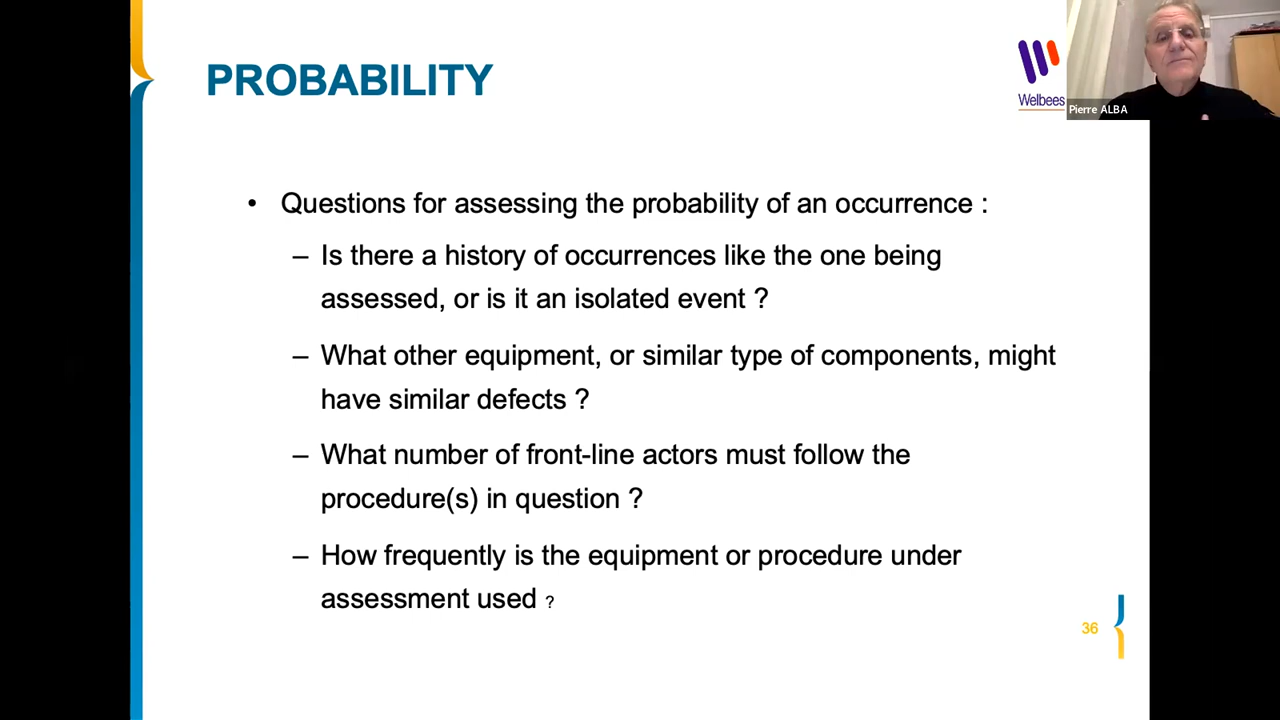 PROBABILITY
Welbees
Pierre ALBA
• Questions for assessing the probability of an occurrence :
– Is there a history of occurrences like the one being
assessed, or is it an isolated event ?
– What other equipment, or similar type of components, might
have similar defects ?
– What number of front-line actors must follow the
procedure(s) in question ?
– How frequently is the equipment or procedure under
assessment used ?
36